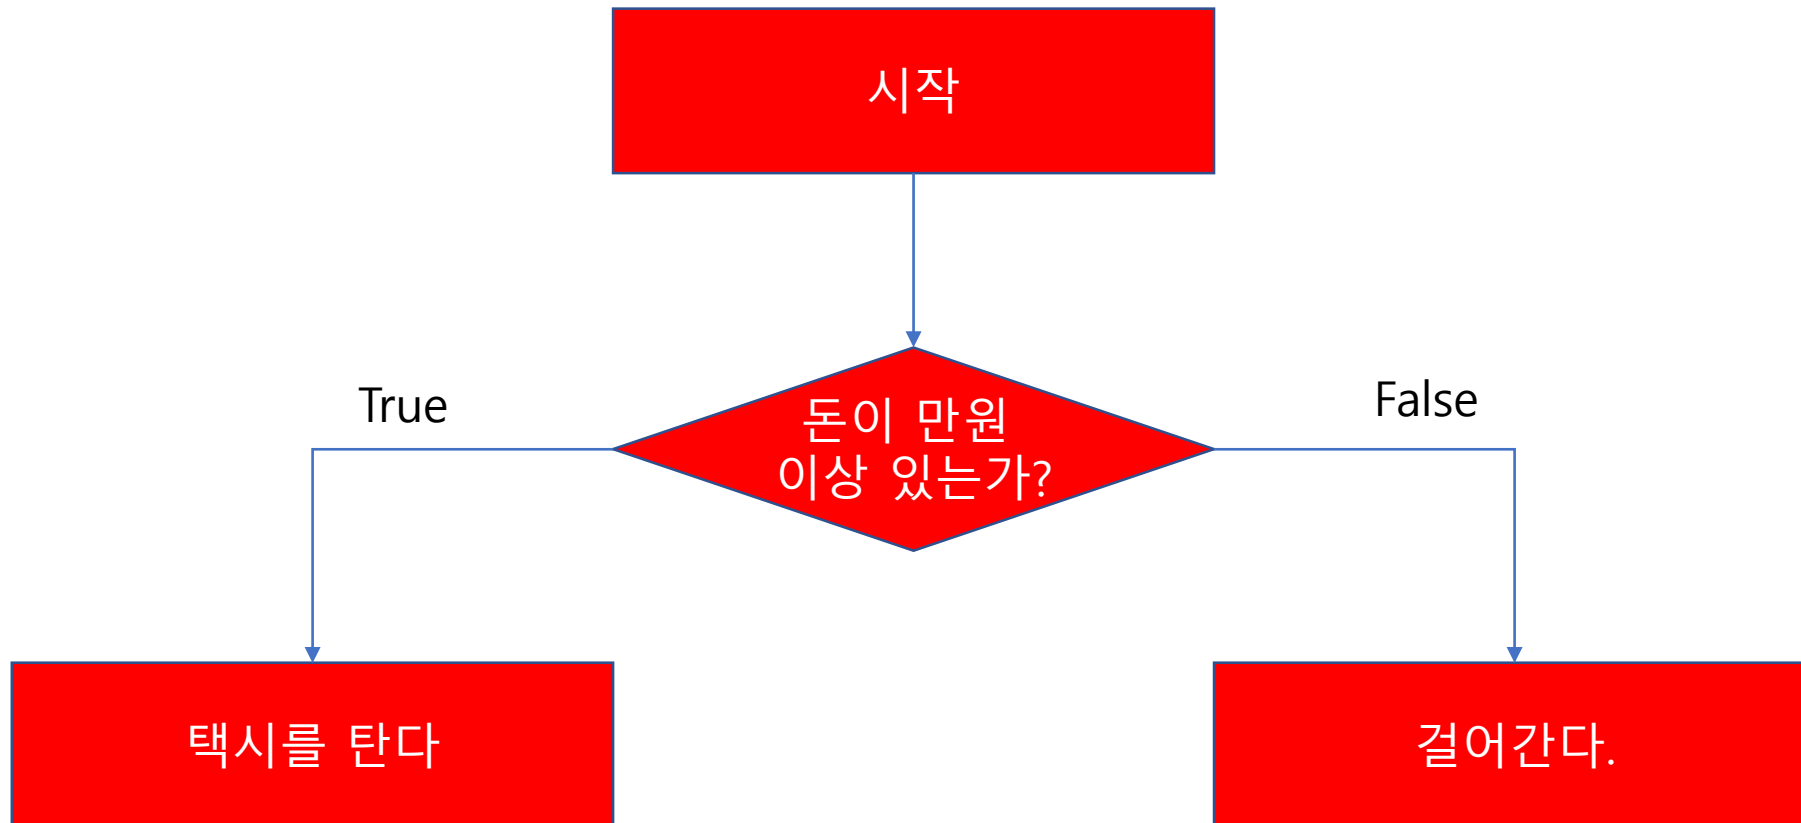 시작
True
돈이 만원
이상 있는가?
False
택시를 탄다
걸어간다.